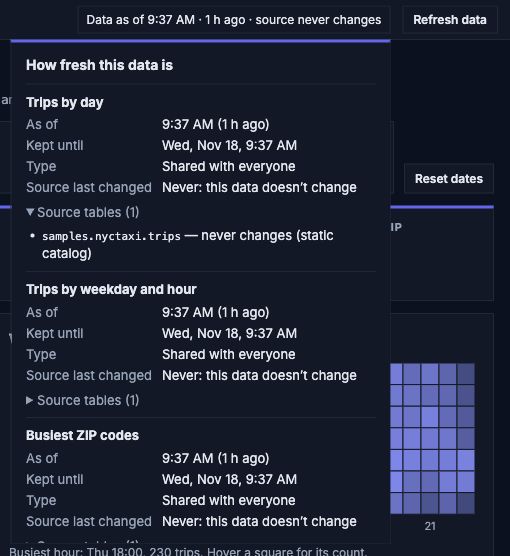 Data as of 9:37 AM · 1 h ago · source never changes
Refresh data
How fresh this data is
Trips by day
As of 9:37 AM (1 h ago)
Kept until Wed, Nov 18, 9:37 AM
Type Shared with everyone
Source last changed Never: this data doesn’t change
Reset dates
▼ Source tables (1)
IP
• samples.nyctaxi.trips — never changes (static
catalog)
Trips by weekday and hour
As of 9:37 AM (1 h ago)
Kept until Wed, Nov 18, 9:37 AM
Type Shared with everyone
Source last changed Never: this data doesn’t change
▶ Source tables (1)
Busiest ZIP codes
As of 9:37 AM (1 h ago)
Kept until Wed, Nov 18, 9:37 AM
Type Shared with everyone
Source last changed Never: this data doesn’t change
21
Busiest hour: Thu 18:00, 230 trips. Hover a square for its count.